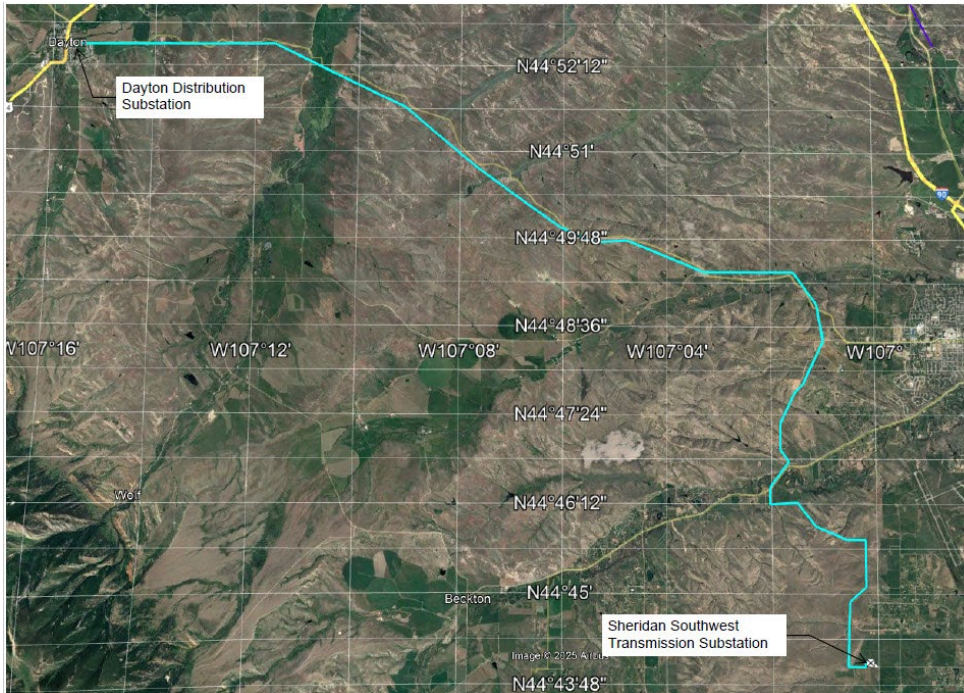 Dayton
Dayton Distribution
Substation
N44°52'12"
N44°51'
90
N44°49'48"
N44°48'36"
W107°16'
W107°12'
W107°08'
W107°04'
W107°
N44°47'24"
Wolf
N44°46'12"
N44°45'
Beckton
Sheridan Southwest
Transmission Substation
Image © 2025 Airbus
N44°43'48"